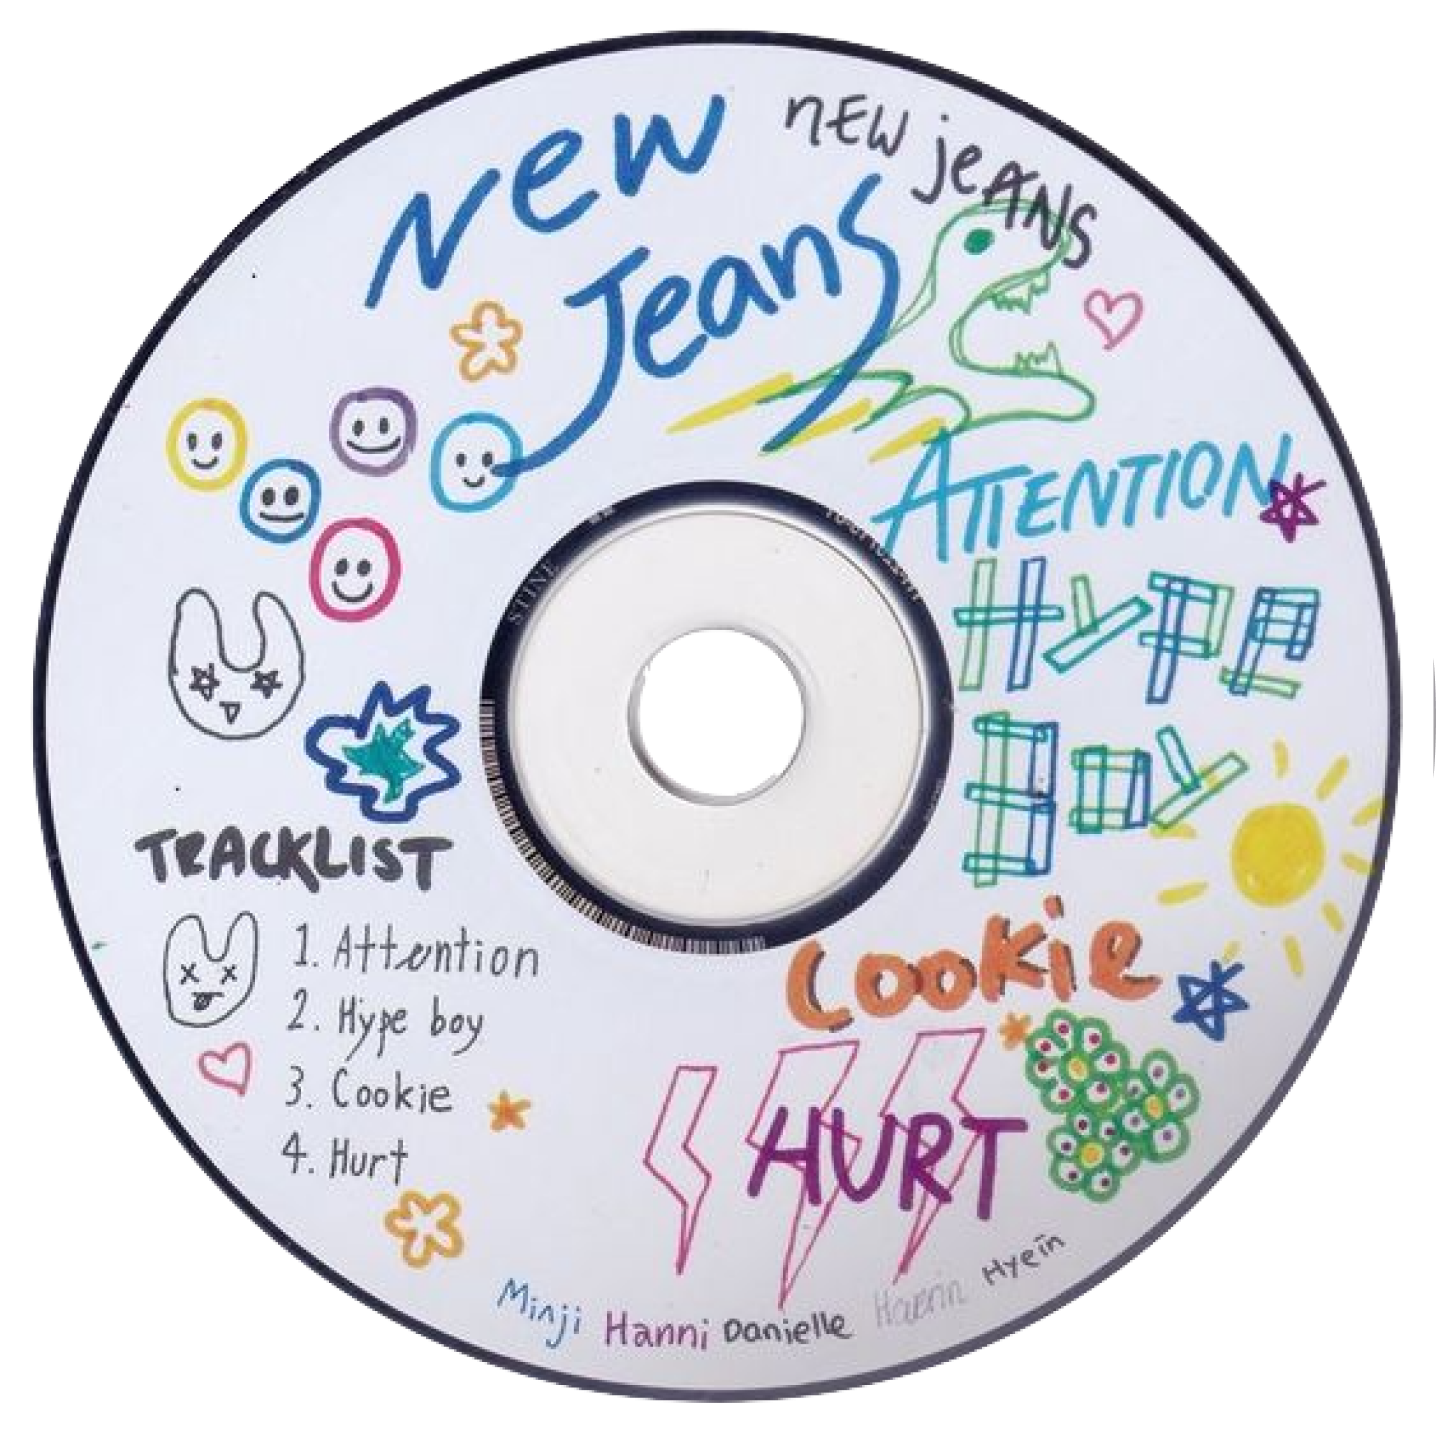 New
Jeans
nEW jeANS
ATTENTION
HYPE
BOY
TRACKLIST
1. Attention
2. Hype boy
3. Cookie
4. Hurt
COOKiE
HURT
Minji Hanni Danielle Haerin Hyein